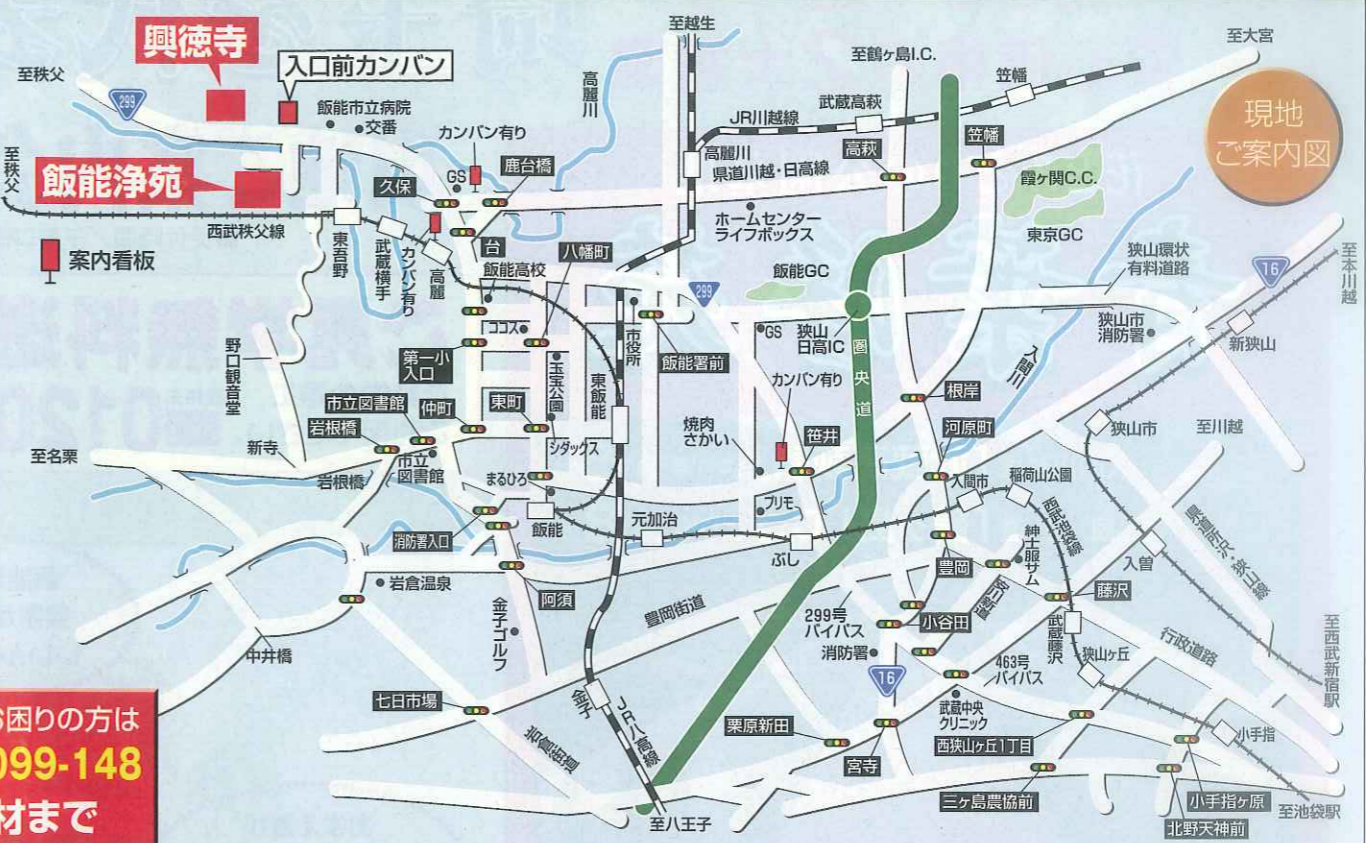 興徳寺
入口前カンバン
至秩父
299
飯能市立病院
交番
カンバン有り
高麗川
至越生
至鶴ヶ島I.C.
笠幡
至大宮
現地
ご案内図
武蔵高萩
JR川越線
高麗川
県道川越・日高線
高萩
笠幡
霞ヶ関C.C.
東京GC
至秩父
飯能浄苑
西武秩父線
久保
GS
鹿台橋
ホームセンター
ライフボックス
案内看板
東吾野
武蔵横手
カンバン有り
高麗
台
飯能高校
八幡町
飯能GC
299
狭山環状
有料道路
16
至本川越
ココス
市役所
GS
狭山
日高IC
狭山市
消防署
新狭山
野口観音堂
第一小
入口
玉宝公園
東飯能
飯能署前
カンバン有り
圏央道
入間川
市立図書館
仲町
東町
根岸
岩根橋
シダックス
焼肉
さかい
笹井
河原町
狭山市
至川越
至名栗
新寺
岩根橋
市立
図書館
まるひろ
プリモ
入間市
稲荷山公園
西武池袋線
消防署入口
飯能
元加治
ぶし
豊岡
紳士服サム
入曽
県道所沢・狭山線
岩倉温泉
阿須
豊岡街道
299号
バイパス
小谷田
藤沢
金子ゴルフ
消防署
武蔵藤沢
行政道路
至西武新宿駅
中井橋
16
463号
バイパス
狭山ヶ丘
七日市場
金子
JR八高線
岩倉街道
栗原新田
武蔵中央
クリニック
西狭山ヶ丘1丁目
小手指
宮寺
三ヶ島農協前
小手指ヶ原
至池袋駅
北野天神前
至八王子
お困りの方は
099-148
材まで